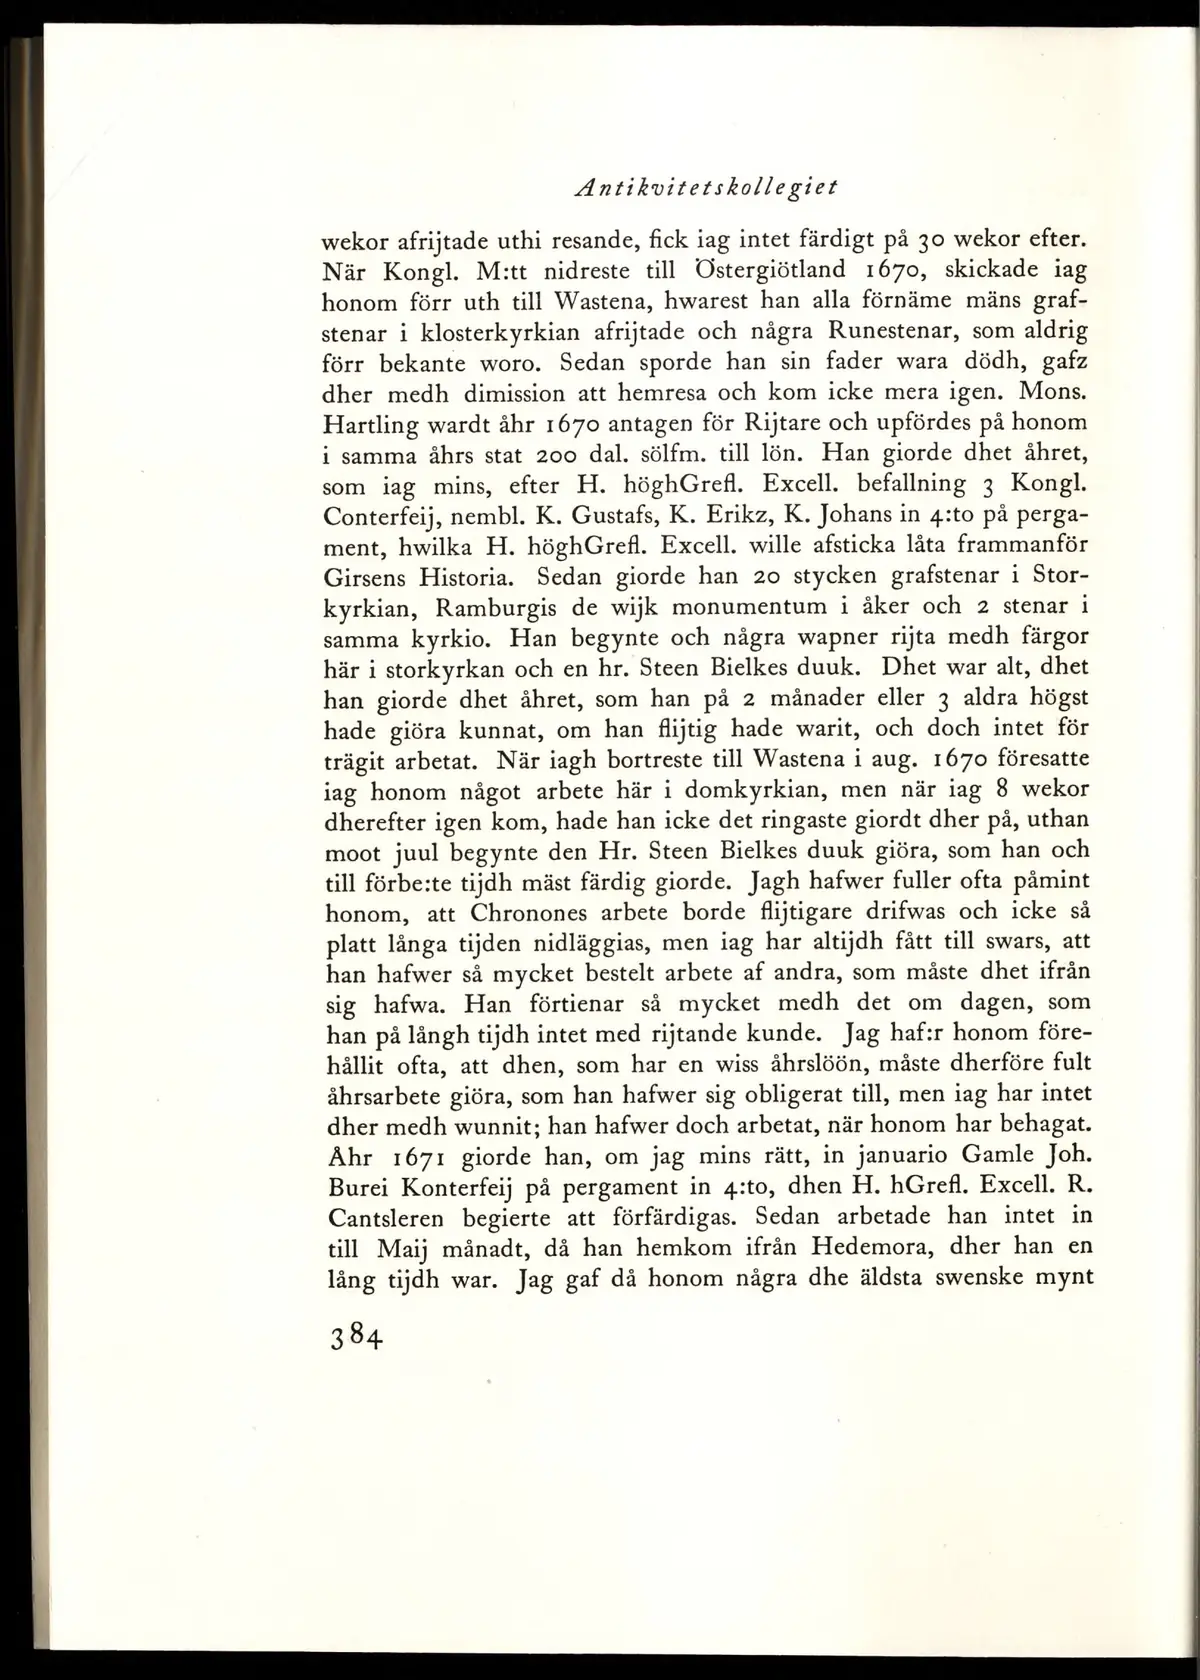 Antikvitetskollegiet
wekor afrijtade uthi resande, fick iag intet färdigt på 30 wekor efter.
När Kongl. M:tt nidreste till Östergiötland 1670, skickade iag
honom förr uth till Wastena, hwarest han alla förnäme mäns graf-
stenar i klosterkyrkian afrijtade och några Runestenar, som aldrig
förr bekante woro. Sedan sporde han sin fader wara dödh, gafz
dher medh dimission att hemresa och kom icke mera igen. Mons.
Hartling wardt åhr 1670 antagen för Rijtare och upfördes på honom
i samma åhrs stat 200 dal. sölfm. till lön. Han giorde dhet åhret,
som iag mins, efter H. höghGrefl. Excell. befallning 3 Kongl.
Conterfeij, nembl. K. Gustafs, K. Erikz, K. Johans in 4:to på perga-
ment, hwilka H. höghGrefl. Excell. wille afsticka låta frammanför
Girsens Historia. Sedan giorde han 20 stycken grafstenar i Stor-
kyrkian, Ramburgis de wijk monumentum i åker och 2 stenar i
samma kyrkio. Han begynte och några wapner rijta medh färgor
här i storkyrkan och en hr. Steen Bielkes duuk. Dhet war alt, dhet
han giorde dhet åhret, som han på 2 månader eller 3 aldra högst
hade giöra kunnat, om han flijtig hade warit, och doch intet för
trägit arbetat. När iagh bortreste till Wastena i aug. 1670 föresatte
iag honom något arbete här i domkyrkian, men när iag 8 wekor
dherefter igen kom, hade han icke det ringaste giordt dher på, uthan
moot juul begynte den Hr. Steen Bielkes duuk giöra, som han och
till förbe:te tijdh mäst färdig giorde. Jagh hafwer fuller ofta påmint
honom, att Chronones arbete borde flijtigare drifwas och icke så
platt långa tijden nidläggias, men iag har altijdh fått till swars, att
han hafwer så mycket bestelt arbete af andra, som måste dhet ifrån
sig hafwa. Han förtienar så mycket medh det om dagen, som
han på långh tijdh intet med rijtande kunde. Jag haf:r honom före-
hållit ofta, att dhen, som har en wiss åhrslöön, måste dherföre fult
åhrsarbete giöra, som han hafwer sig obligerat till, men iag har intet
dher medh wunnit; han hafwer doch arbetat, när honom har behagat.
Åhr 1671 giorde han, om jag mins rätt, in januario Gamle Joh.
Burei Konterfeij på pergament in 4:to, dhen H. hGrefl. Excell. R.
Cantsleren begierte att förfärdigas. Sedan arbetade han intet in
till Maij månadt, då han hemkom ifrån Hedemora, dher han en
lång tijdh war. Jag gaf då honom några dhe äldsta swenske mynt
384